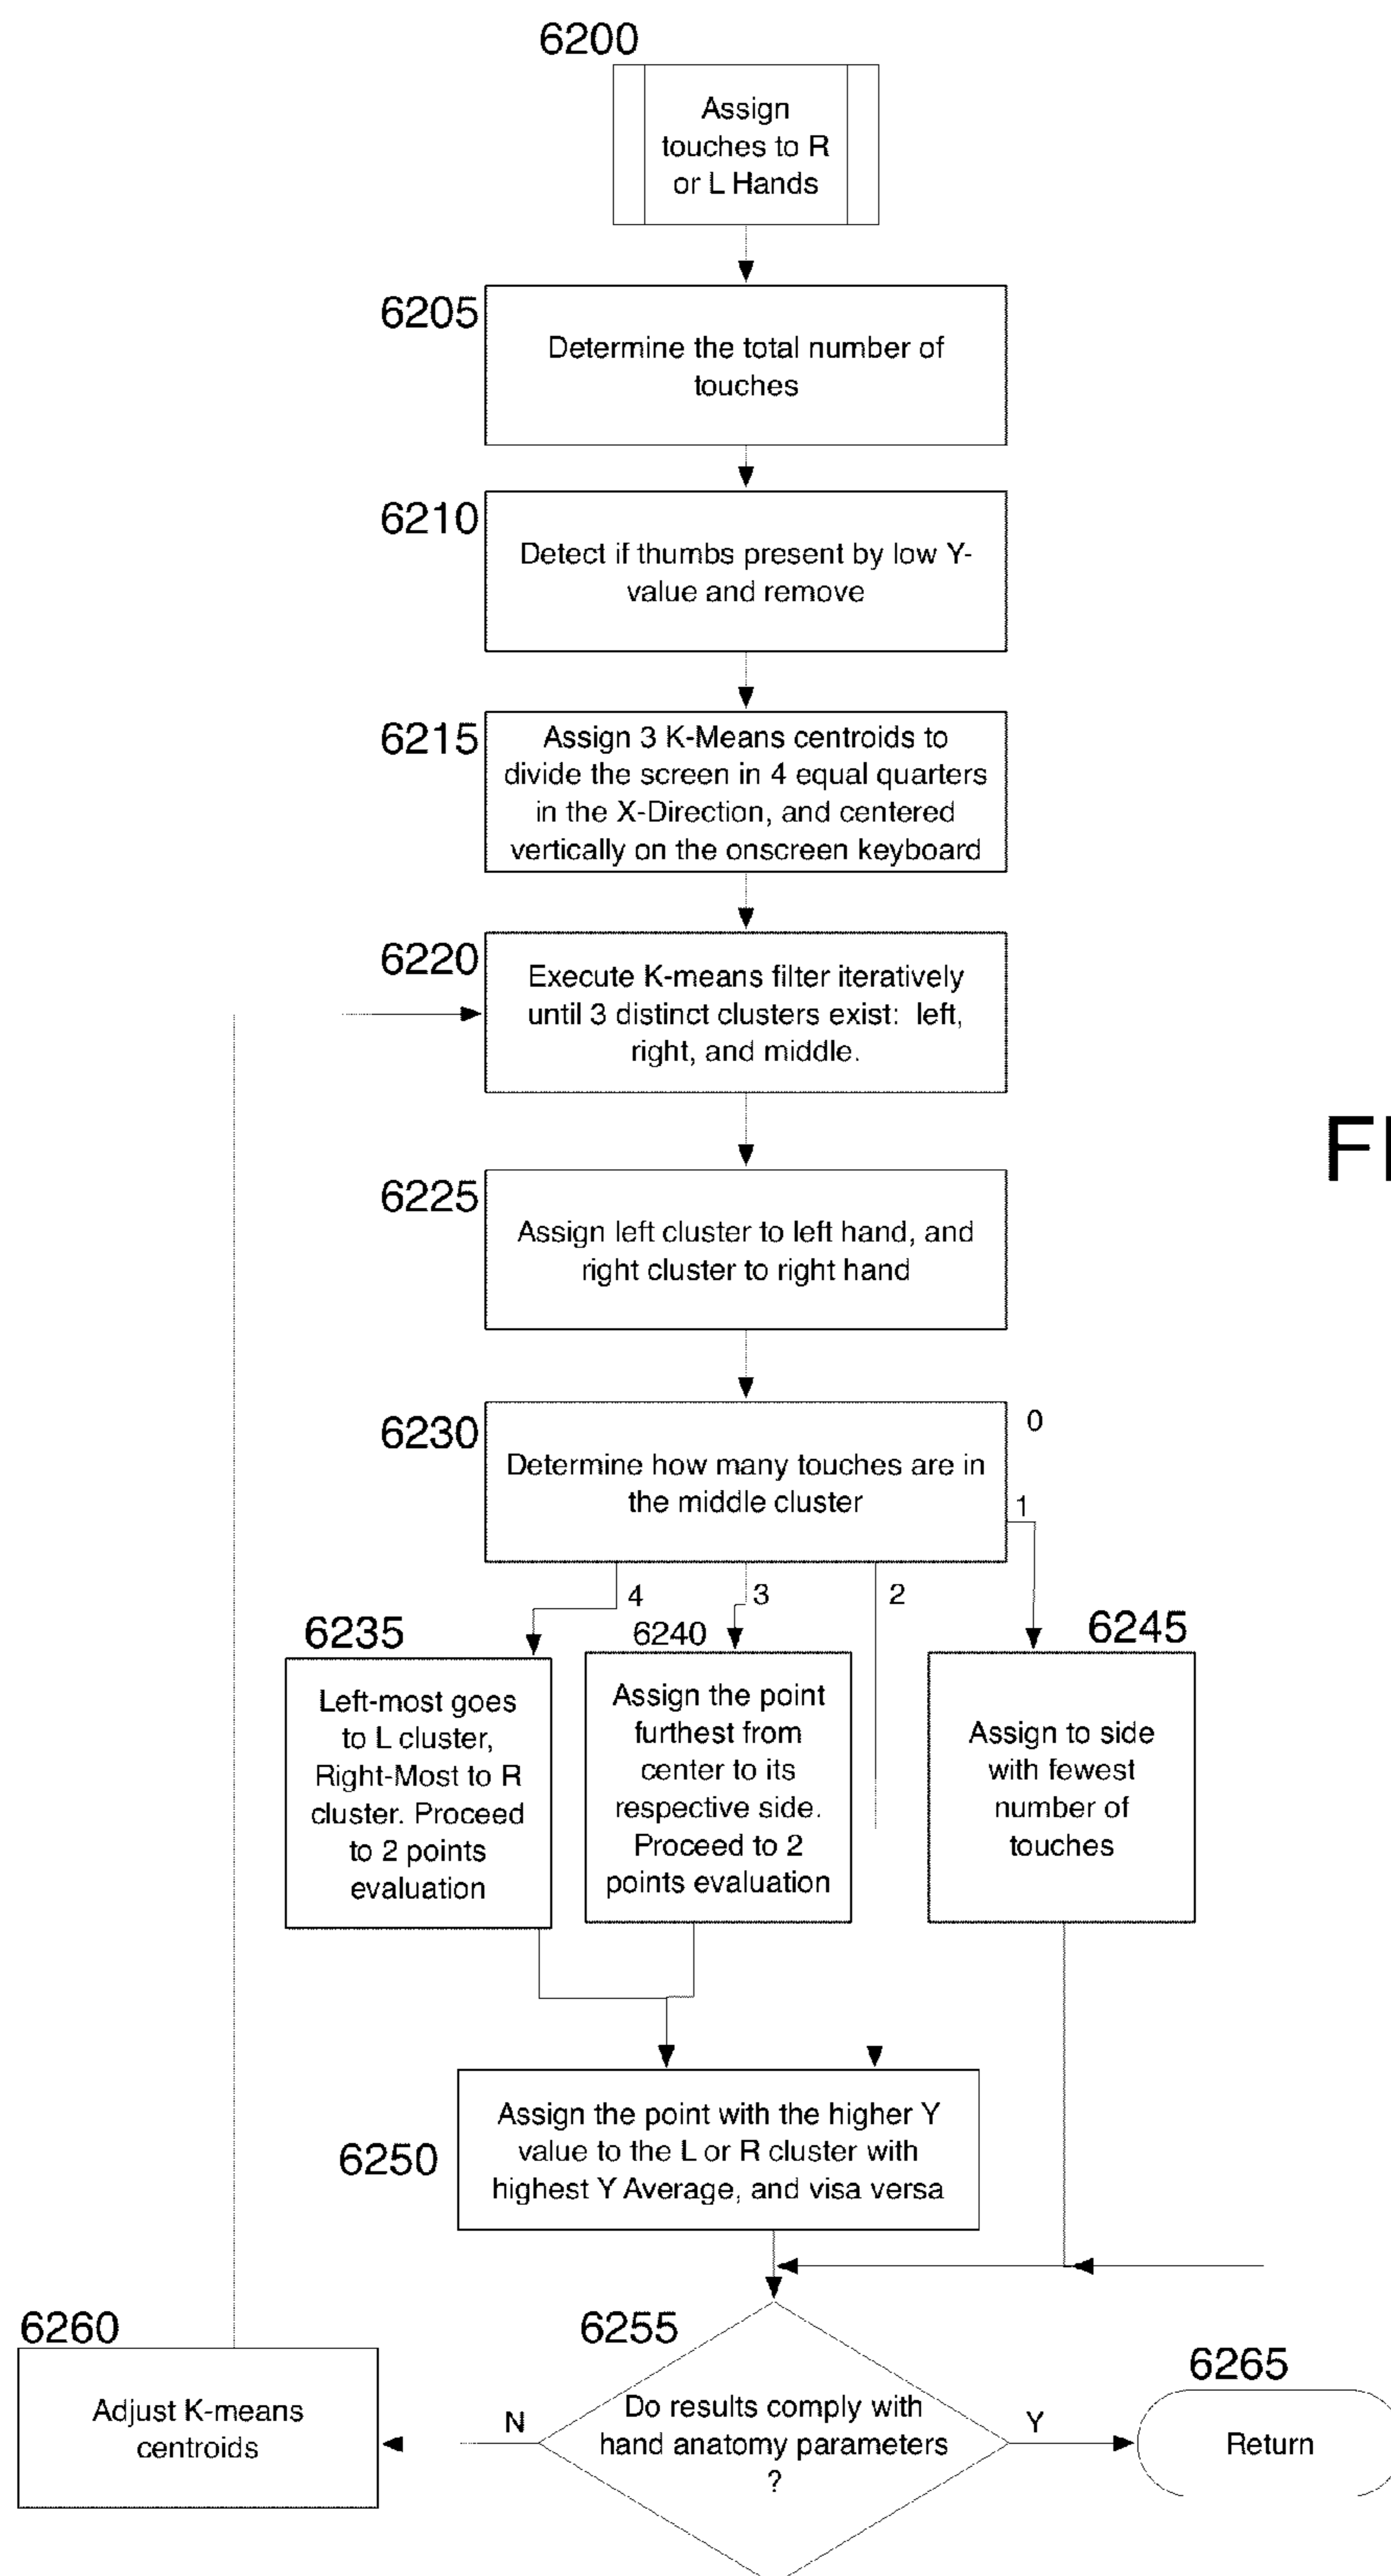 6200
Assign
touches to R
or L Hands
6205
Determine the total number of
touches
6210
Detect if thumbs present by low Y-
value and remove
6215
Assign 3 K-Means centroids to
divide the screen in 4 equal quarters
in the X-Direction, and centered
vertically on the onscreen keyboard
6220
Execute K-means filter iteratively
until 3 distinct clusters exist: left,
right, and middle.
6225
Assign left cluster to left hand, and
right cluster to right hand
6230
Determine how many touches are in
the middle cluster
0
1
4
3
2
6235
Left-most goes
to L cluster,
Right-Most to R
cluster. Proceed
to 2 points
evaluation
6240
Assign the point
furthest from
center to its
respective side.
Proceed to 2
points evaluation
6245
Assign to side
with fewest
number of
touches
6250
Assign the point with the higher Y
value to the L or R cluster with
highest Y Average, and visa versa
6255
Do results comply with
hand anatomy parameters
?
N
Y
6260
Adjust K-means
centroids
6265
Return